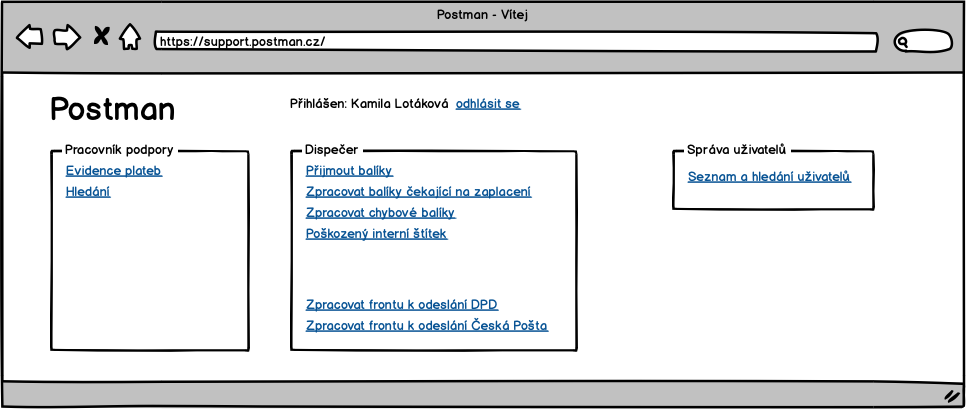 Postman - Vítej
https://support.postman.cz/
Postman
Přihlášen: Kamila Lotáková odhlásit se
Pracovník podpory
Evidence plateb
Hledání
Dispečer
Přijmout balíky
Zpracovat balíky čekající na zaplacení
Zpracovat chybové balíky
Poškozený interní štítek
Zpracovat frontu k odeslání DPD
Zpracovat frontu k odeslání Česká Pošta
Správa uživatelů
Seznam a hledání uživatelů